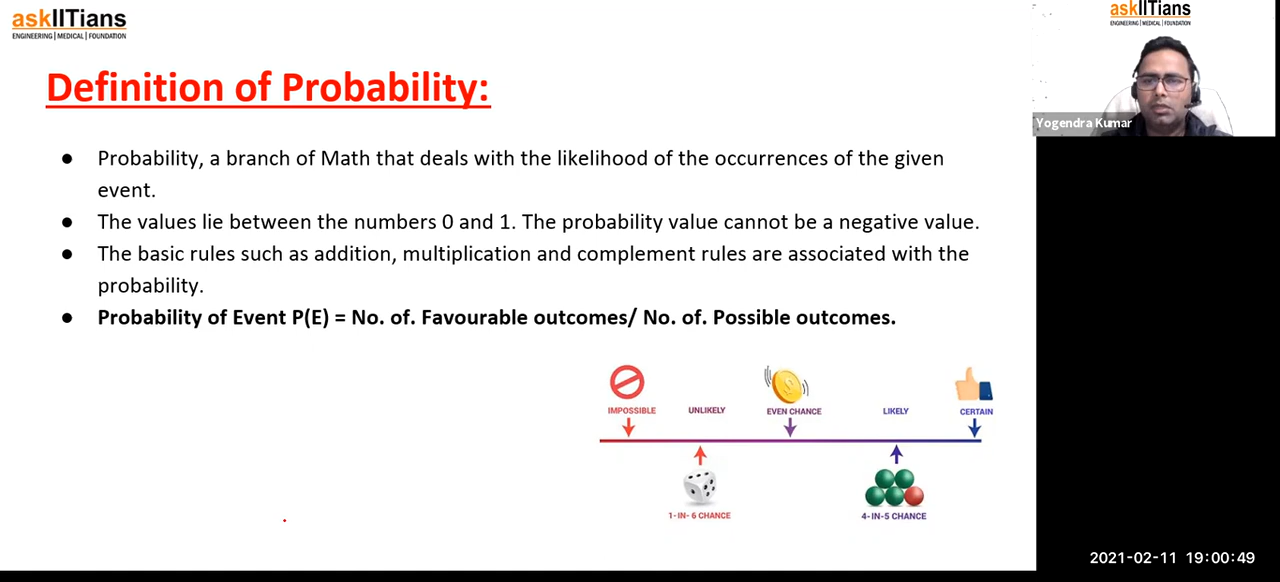 askIITians
ENGINEERING | MEDICAL | FOUNDATION
askIITians
ENGINEERING | MEDICAL | FOUNDATION
Yogendra Kumar
Definition of Probability:
● Probability, a branch of Math that deals with the likelihood of the occurrences of the given
event.
● The values lie between the numbers 0 and 1. The probability value cannot be a negative value.
● The basic rules such as addition, multiplication and complement rules are associated with the
probability.
● Probability of Event P(E) = No. of. Favourable outcomes/ No. of. Possible outcomes.
IMPOSSIBLE UNLIKELY EVEN CHANCE LIKELY CERTAIN
1-IN- 6 CHANCE 4-IN-5 CHANCE
2021-02-11 19:00:49